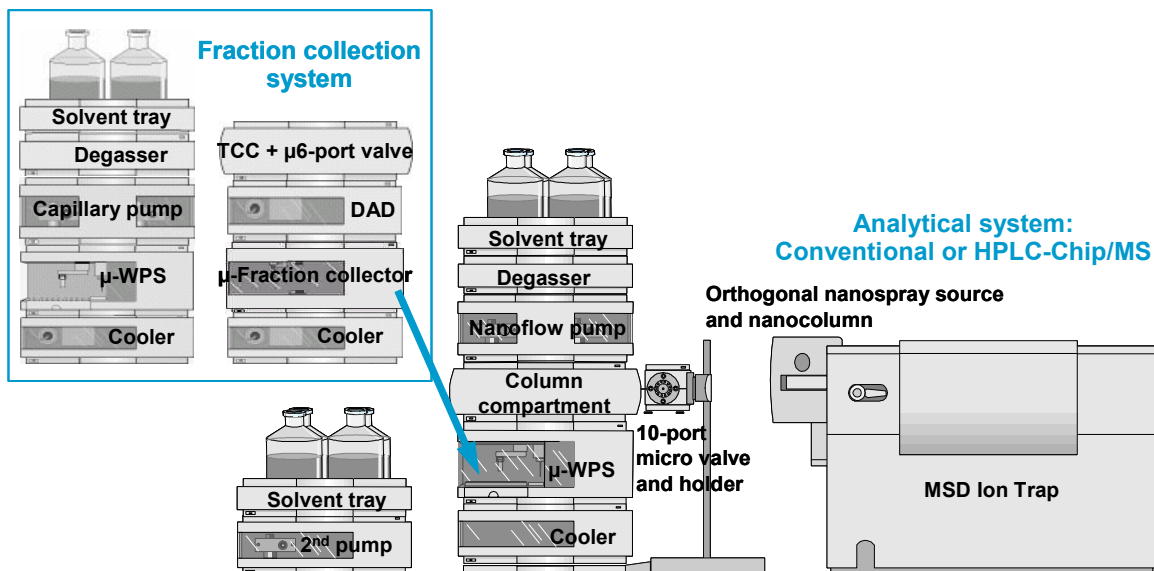 Fraction collection
system
Solvent tray
Degasser
Capillary pump
µ-WPS
Cooler
TCC + µ6-port valve
DAD
µ-Fraction collector
Cooler
Solvent tray
2nd pump
Solvent tray
Degasser
Nanoflow pump
Column
compartment
µ-WPS
Cooler
10-port
micro valve
and holder
Analytical system:
Conventional or HPLC-Chip/MS
Orthogonal nanospray source
and nanocolumn
MSD Ion Trap